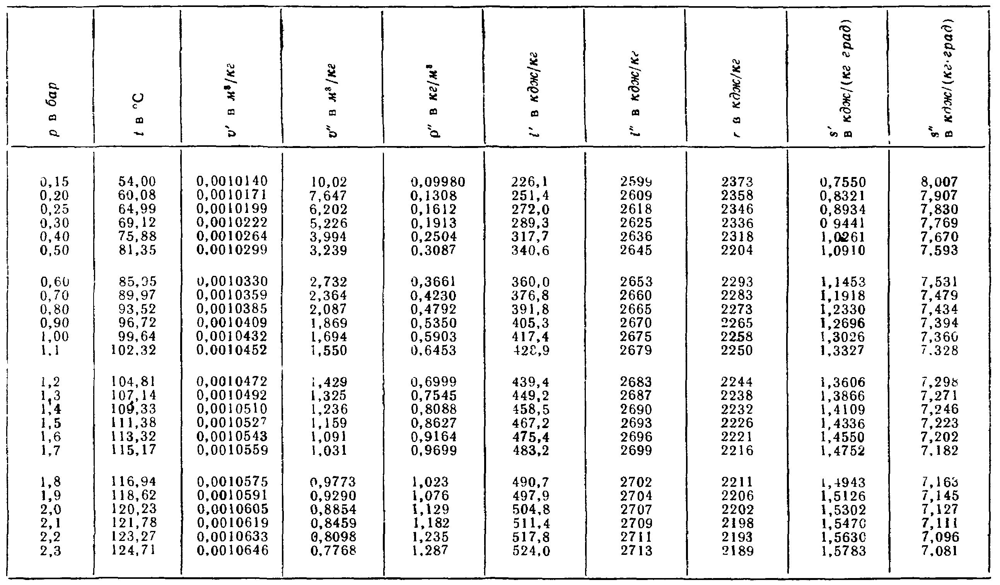 p в бар t в °C v′ в м³/кг v″ в м³/кг ρ″ в кг/м³ i′ в кдж/кг i″ в кдж/кг r в кдж/кг s′ в кдж/(кг град) s″ в кдж/(кг·град)
0,15 54,00 0,0010140 10,02 0,09980 226,1 2599 2373 0,7550 8,007
0,20 60,08 0,0010171 7,647 0,1308 251,4 2609 2358 0,8321 7,907
0,25 64,99 0,0010199 6,202 0,1612 272,0 2618 2346 0,8934 7,830
0,30 69,12 0,0010222 5,226 0,1913 289,3 2625 2336 0 9441 7,769
0,40 75,88 0,0010264 3,994 0,2504 317,7 2636 2318 1,0261 7,670
0,50 81,35 0,0010299 3,239 0,3087 340,6 2645 2204 1,0910 7,593
0,60 85,95 0,0010330 2,732 0,3661 360,0 2653 2293 1,1453 7,531
0,70 89,97 0,0010359 2,364 0,4230 376,8 2660 2283 1,1918 7,479
0,80 93,52 0,0010385 2,087 0,4792 391,8 2665 2273 1,2330 7,434
0,90 96,72 0,0010409 1,869 0,5350 405,3 2670 2265 1,2696 7,394
1,00 99,64 0,0010432 1,694 0,5903 417,4 2675 2258 1,3026 7,360
1,1 102,32 0,0010452 1,550 0,6453 428,9 2679 2250 1,3327 7,328
1,2 104,81 0,0010472 1,429 0,6999 439,4 2683 2244 1,3606 7,298
1,3 107,14 0,0010492 1,325 0,7545 449,2 2687 2238 1,3866 7,271
1,4 109,33 0,0010510 1,236 0,8088 458,5 2690 2232 1,4109 7,246
1,5 111,38 0,0010527 1,159 0,8627 467,2 2693 2226 1,4336 7,223
1,6 113,32 0,0010543 1,091 0,9164 475,4 2696 2221 1,4550 7,202
1,7 115,17 0,0010559 1,031 0,9699 483,2 2699 2216 1,4752 7,182
1,8 116,94 0,0010575 0,9773 1,023 490,7 2702 2211 1,4943 7,163
1,9 118,62 0,0010591 0,9290 1,076 497,9 2704 2206 1,5126 7,145
2,0 120,23 0,0010605 0,8854 1,129 504,8 2707 2202 1,5302 7,127
2,1 121,78 0,0010619 0,8459 1,182 511,4 2709 2198 1,5470 7,111
2,2 123,27 0,0010633 0,8098 1,235 517,8 2711 2193 1,5630 7,096
2,3 124,71 0,0010646 0,7768 1,287 524,0 2713 2189 1,5783 7,081